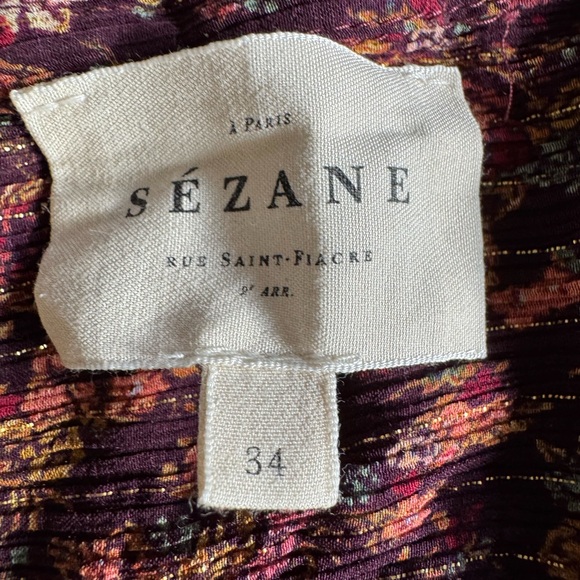 À PARIS
SÉZANE
RUE SAINT-FIACRE
2ᵉ ARR.
34